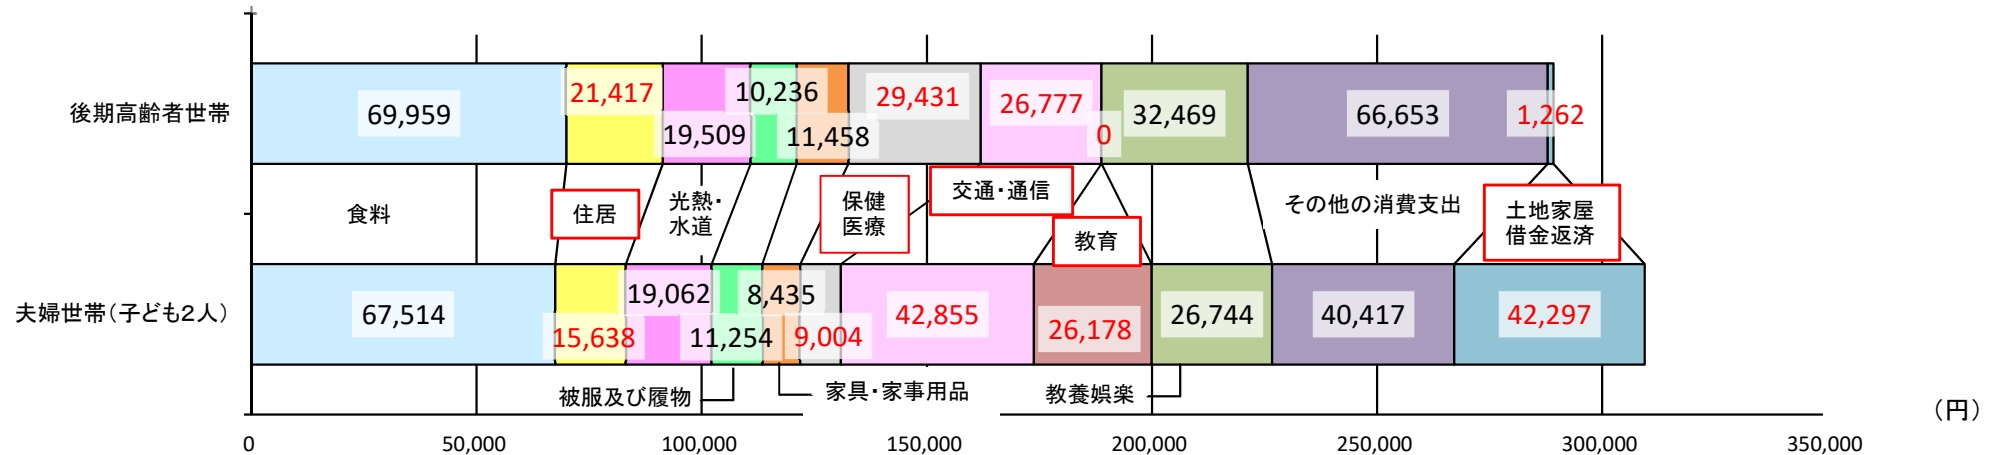 後期高齢者世帯
69,959
21,417
19,509
10,236
11,458
29,431
26,777
0
32,469
66,653
1,262
食料
住居
光熱・
水道
保健
医療
交通・通信
教育
その他の消費支出
土地家屋
借金返済
夫婦世帯(子ども2人)
67,514
15,638
19,062
11,254
8,435
9,004
42,855
26,178
26,744
40,417
42,297
被服及び履物
家具・家事用品
教養娯楽
(円)
0
50,000
100,000
150,000
200,000
250,000
300,000
350,000